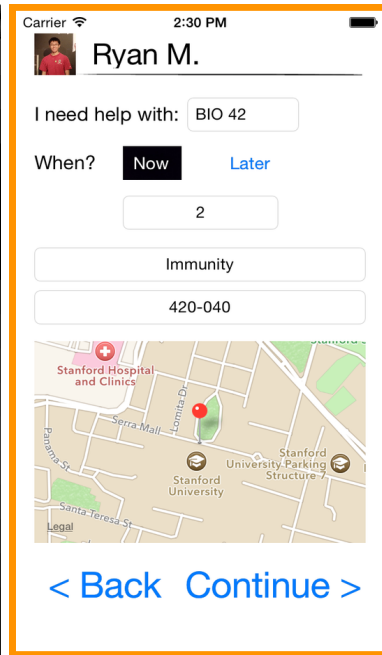 Carrier 2:30 PM
Ryan M.
I need help with: BIO 42
When? Now Later
2
Immunity
420-040
Stanford Hospital
and Clinics
Lomita Dr
Serra Mall
Panama St
Stanford
University Parking
Structure 7
Stanford
University
Santa Teresa St
Legal
< Back Continue >